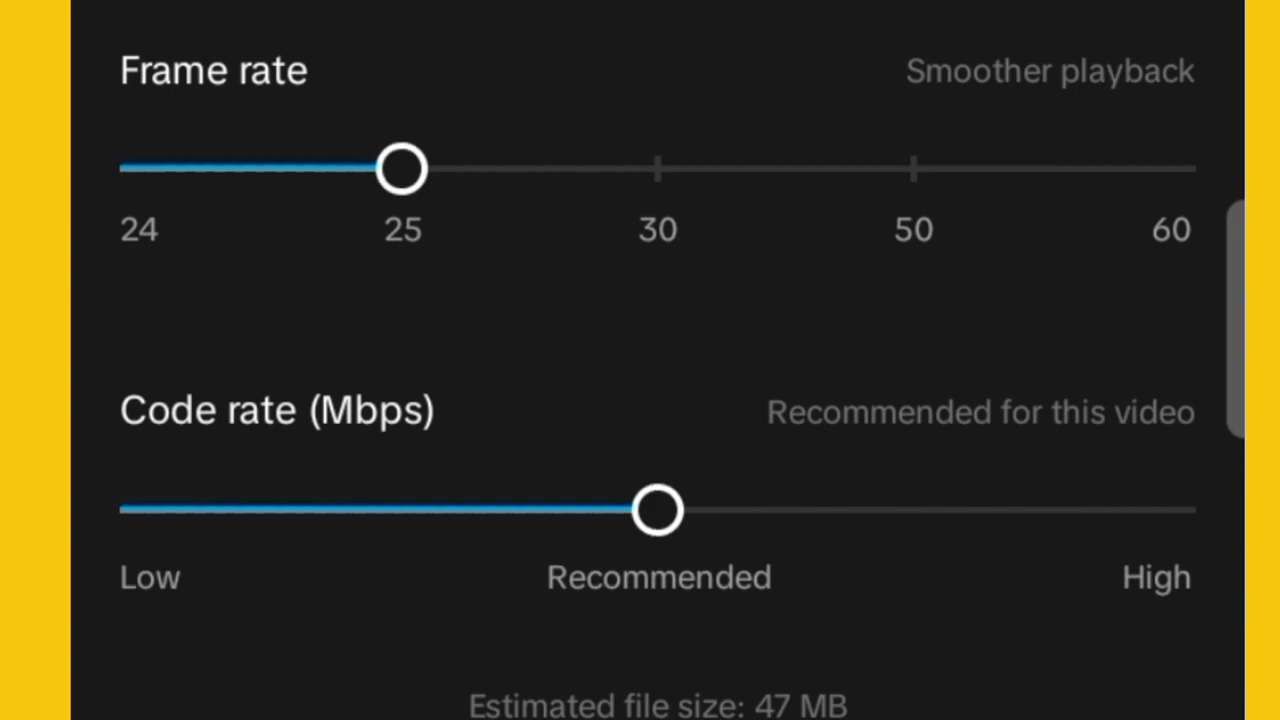 Frame rate Smoother playback
24 25 30 50 60
Code rate (Mbps) Recommended for this video
Low Recommended High
Estimated file size: 47 MB